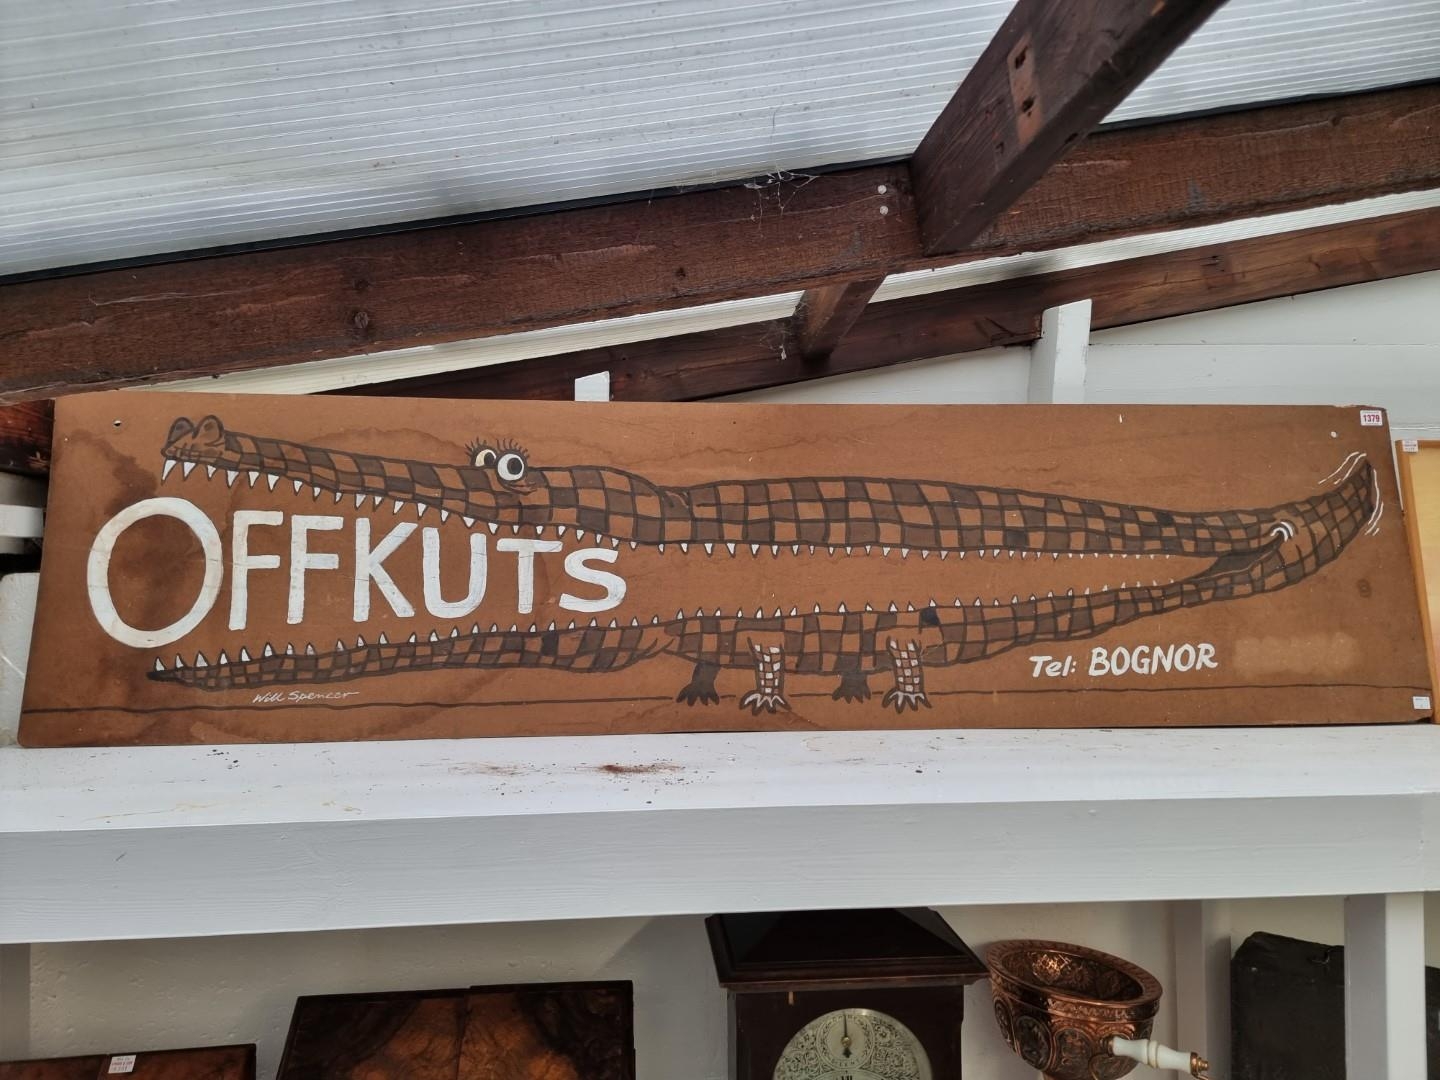 1379
OFFKUTS
Tel: BOGNOR
Will Spencer